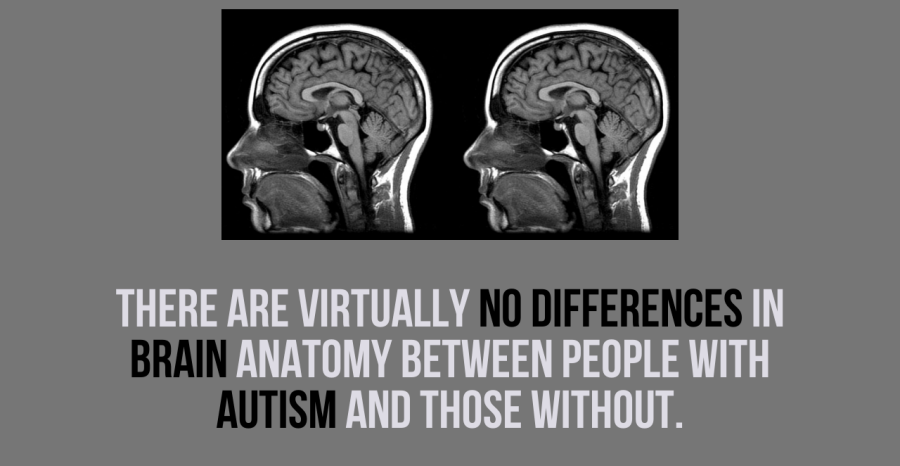 THERE ARE VIRTUALLY NO DIFFERENCES IN
BRAIN ANATOMY BETWEEN PEOPLE WITH
AUTISM AND THOSE WITHOUT.